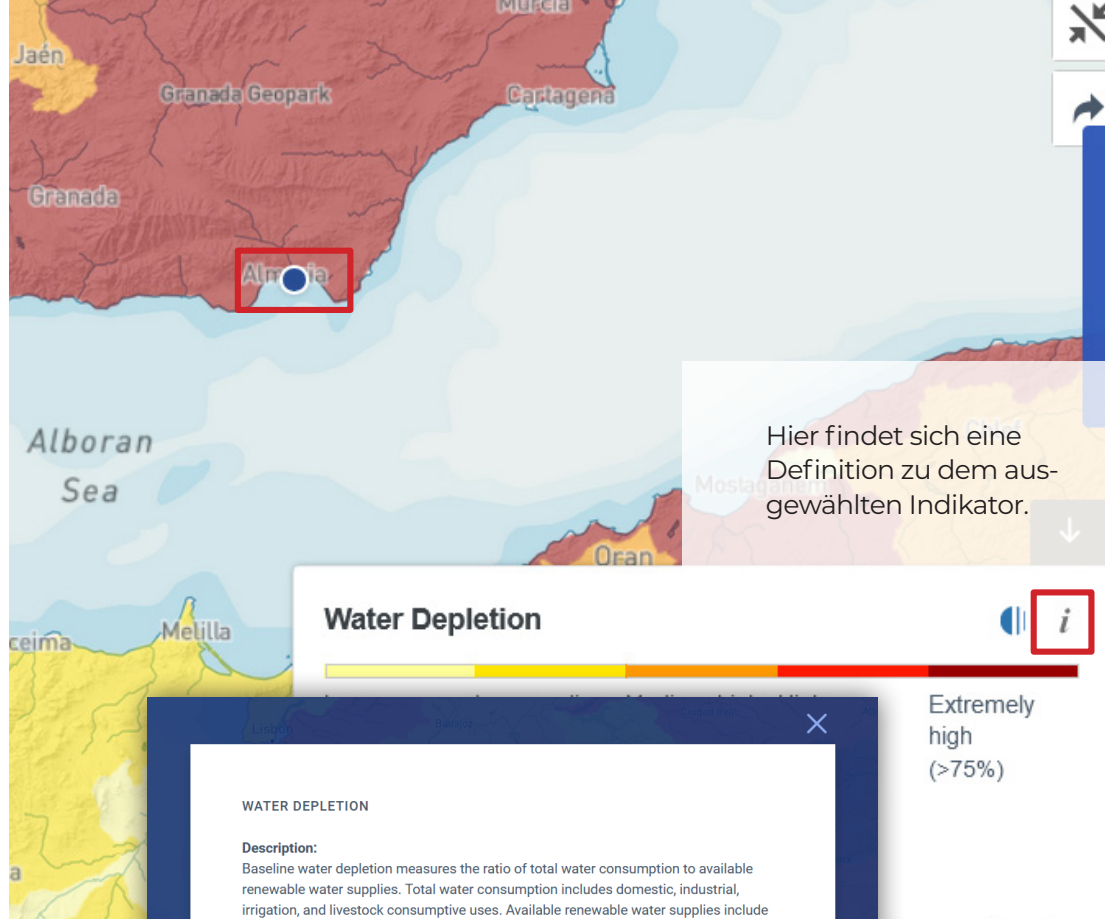 Murcia
Jaén
Granada Geopark
Cartagena
Granada
Alboran
Sea
Hier findet sich eine
Definition zu dem aus-
gewählten Indikator.
Oran
Water Depletion
i
Melilla
ceima
Extremely
high
(>75%)
Lisbon
WATER DEPLETION
Description:
Baseline water depletion measures the ratio of total water consumption to available
renewable water supplies. Total water consumption includes domestic, industrial,
irrigation, and livestock consumptive uses. Available renewable water supplies include
a